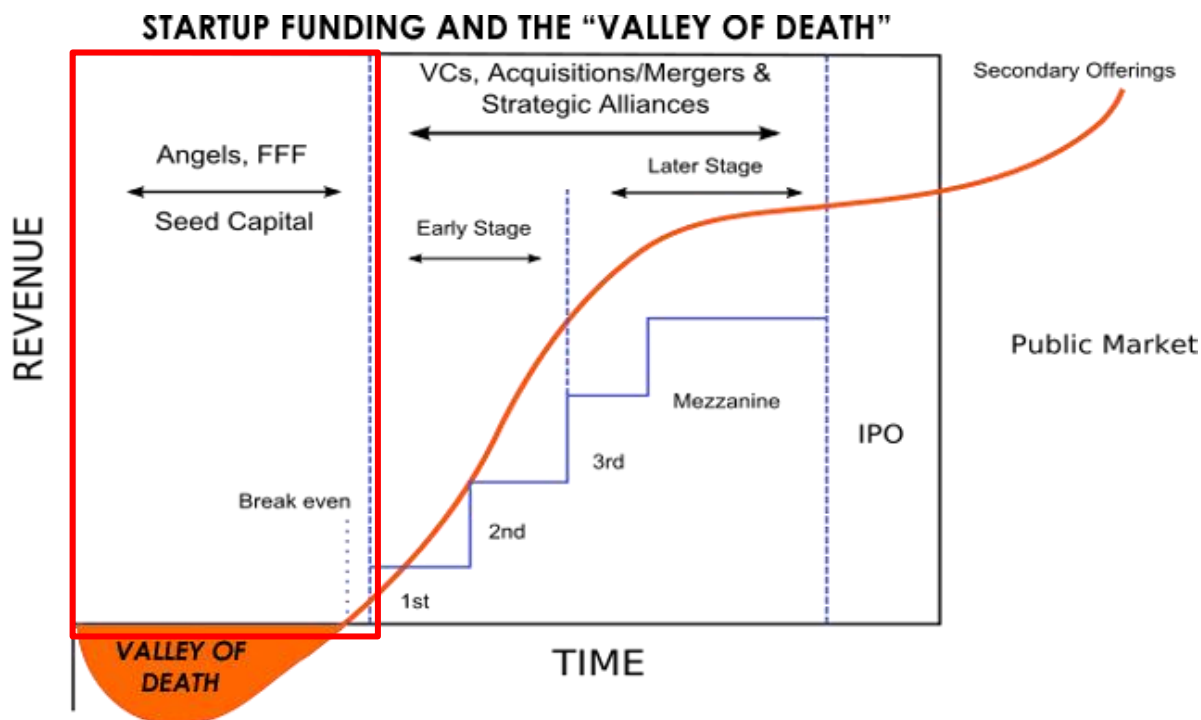 STARTUP FUNDING AND THE “VALLEY OF DEATH”
VCs, Acquisitions/Mergers &
Strategic Alliances
Secondary Offerings
Angels, FFF
Seed Capital
Later Stage
Early Stage
REVENUE
Public Market
Mezzanine
IPO
3rd
Break even
2nd
1st
VALLEY OF
DEATH
TIME